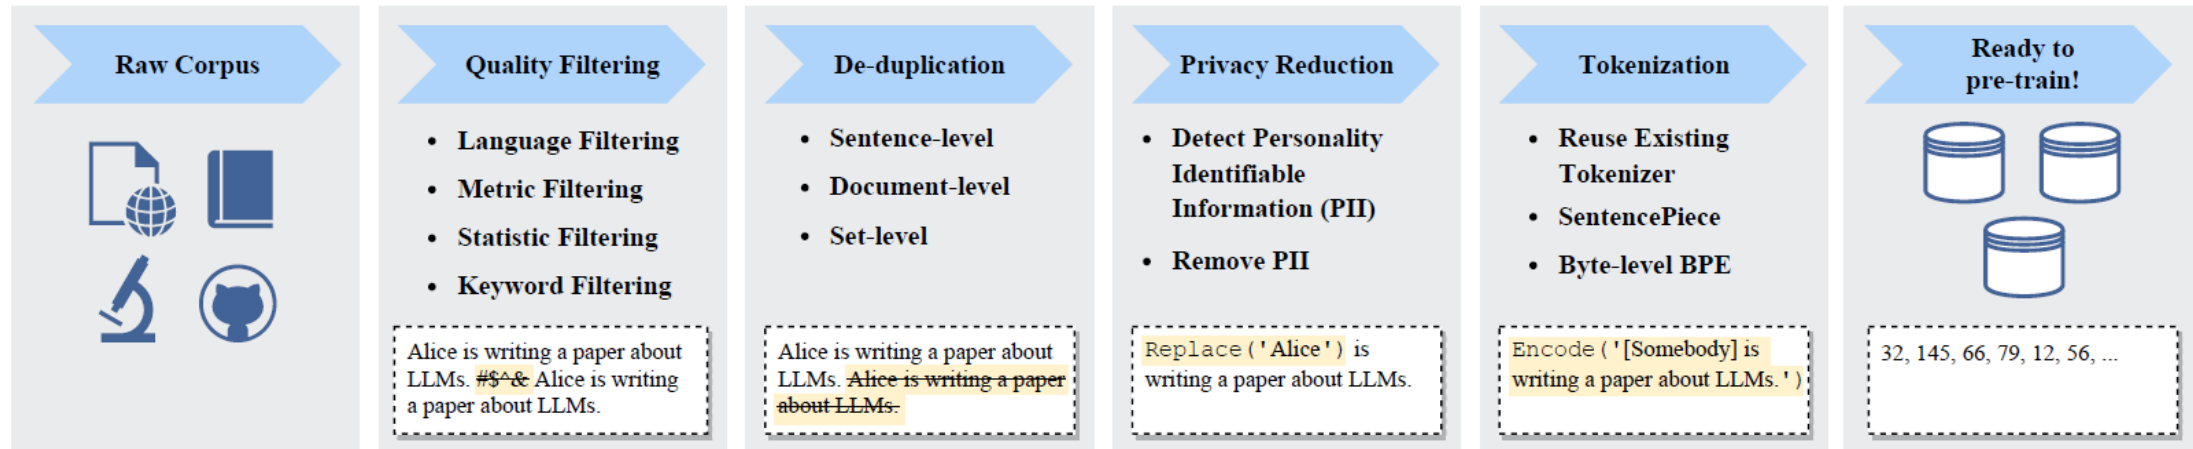 Raw Corpus
Quality Filtering
• Language Filtering
• Metric Filtering
• Statistic Filtering
• Keyword Filtering
Alice is writing a paper about
LLMs. #$^& Alice is writing
a paper about LLMs.
De-duplication
• Sentence-level
• Document-level
• Set-level
Alice is writing a paper about
LLMs. Alice is writing a paper
about LLMs.
Privacy Reduction
• Detect Personality
Identifiable
Information (PII)
• Remove PII
Replace('Alice') is
writing a paper about LLMs.
Tokenization
• Reuse Existing
Tokenizer
• SentencePiece
• Byte-level BPE
Encode('[Somebody] is
writing a paper about LLMs.')
Ready to
pre-train!
32, 145, 66, 79, 12, 56, ...